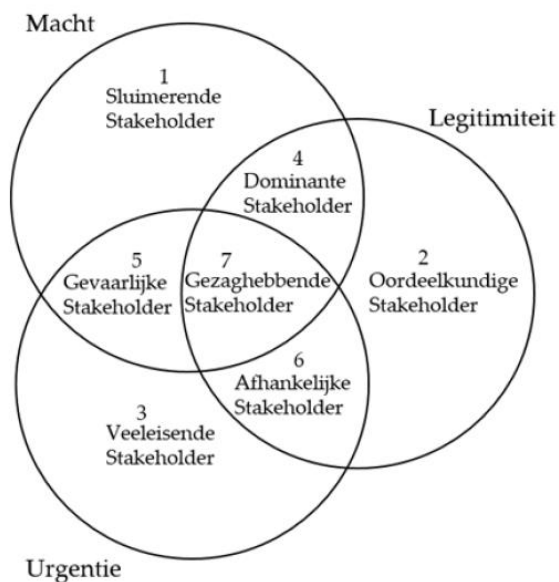 Macht
1
Sluimerende
Stakeholder
Legitimiteit
4
Dominante
Stakeholder
5
Gevaarlijke
Stakeholder
7
Gezaghebbende
Stakeholder
2
Oordeelkundige
Stakeholder
6
Afhankelijke
Stakeholder
3
Veeleisende
Stakeholder
Urgentie